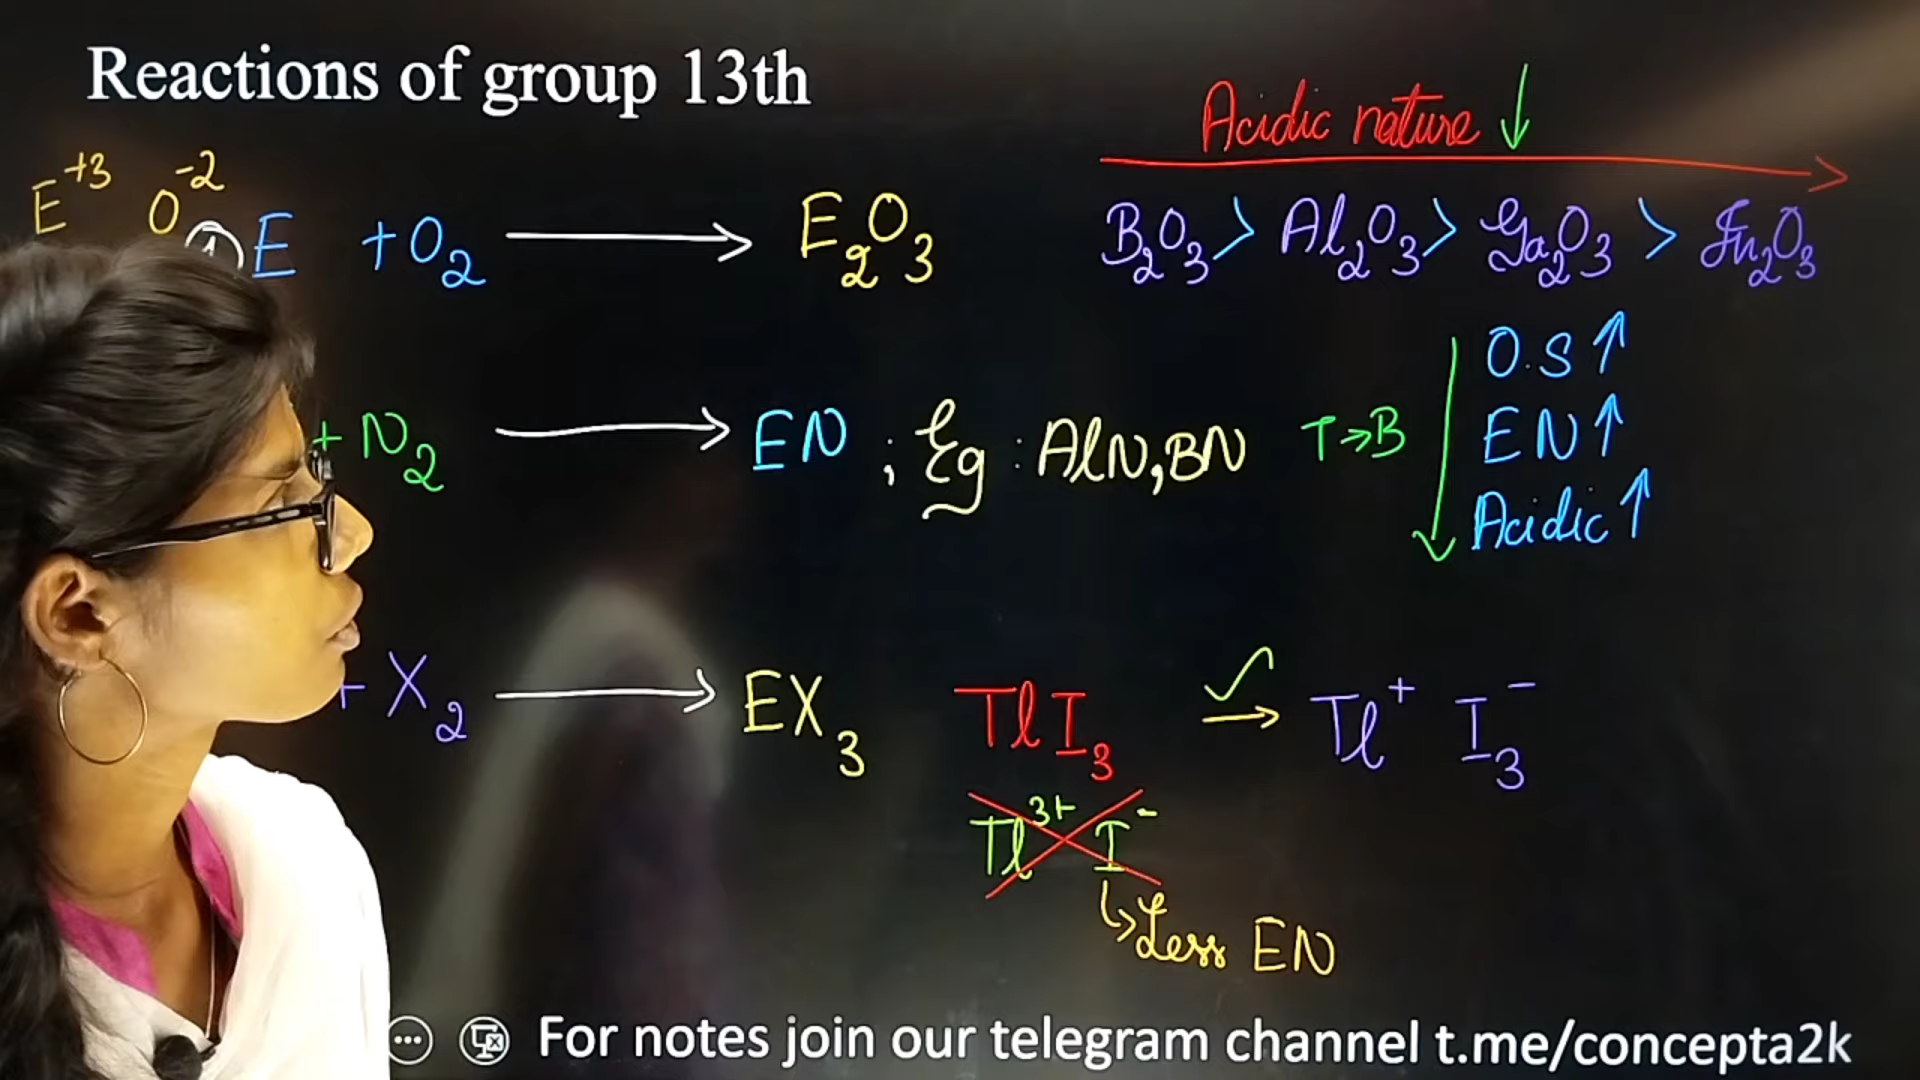 Reactions of group 13th
Acidic nature ↓
E⁺³ O⁻²
① E + O₂ ⟶ E₂O₃ B₂O₃ > Al₂O₃ > Ga₂O₃ > In₂O₃
O.S ↑
+ N₂ ⟶ EN ; Eg : AlN, BN T→B EN ↑
Acidic ↑
+ X₂ ⟶ EX₃ TlI₃ → Tl⁺ I₃⁻
Tl³⁺ I⁻
↳ Less EN
For notes join our telegram channel t.me/concepta2k